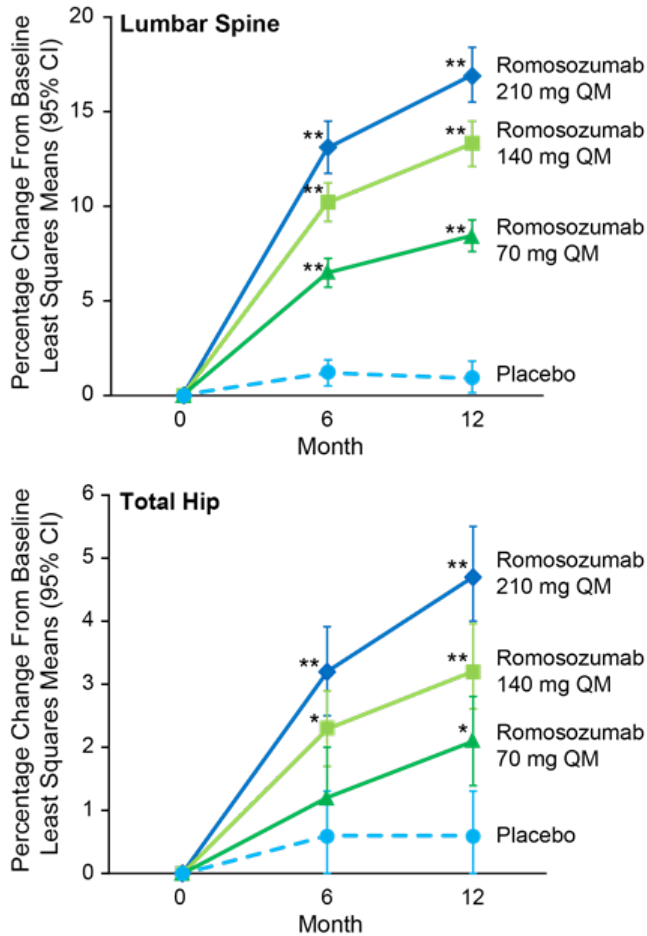 Lumbar Spine
Percentage Change From Baseline
Least Squares Means (95% CI)
20
15
10
5
0
**
**
**
**
**
**
Romosozumab
210 mg QM
Romosozumab
140 mg QM
Romosozumab
70 mg QM
Placebo
0 6 12
Month
Total Hip
Percentage Change From Baseline
Least Squares Means (95% CI)
6
5
4
3
2
1
0
**
**
*
**
*
Romosozumab
210 mg QM
Romosozumab
140 mg QM
Romosozumab
70 mg QM
Placebo
0 6 12
Month